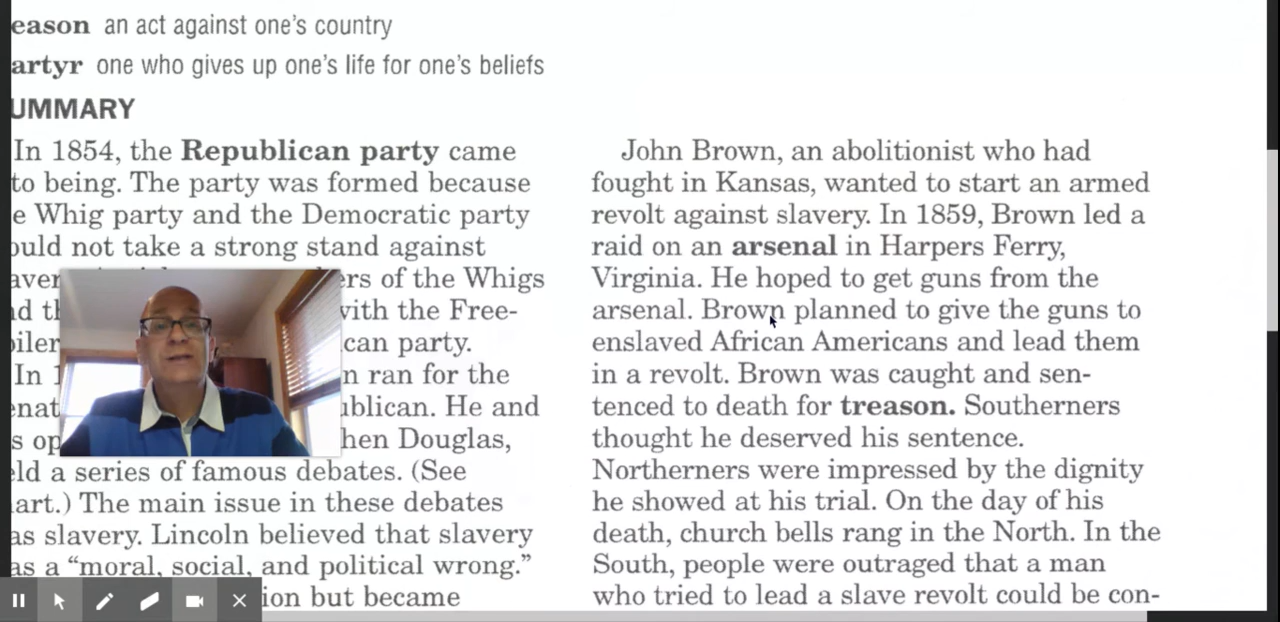 eason an act against one's country
artyr one who gives up one's life for one's beliefs
UMMARY
In 1854, the Republican party came
to being. The party was formed because
e Whig party and the Democratic party
ould not take a strong stand against
aver
ers of the Whigs
nd th
with the Free-
oiler
can party.
In 1
n ran for the
enat
ublican. He and
s op
hen Douglas,
eld a series of famous debates. (See
art.) The main issue in these debates
as slavery. Lincoln believed that slavery
as a “moral, social, and political wrong.”
ion but became
John Brown, an abolitionist who had
fought in Kansas, wanted to start an armed
revolt against slavery. In 1859, Brown led a
raid on an arsenal in Harpers Ferry,
Virginia. He hoped to get guns from the
arsenal. Brown planned to give the guns to
enslaved African Americans and lead them
in a revolt. Brown was caught and sen-
tenced to death for treason. Southerners
thought he deserved his sentence.
Northerners were impressed by the dignity
he showed at his trial. On the day of his
death, church bells rang in the North. In the
South, people were outraged that a man
who tried to lead a slave revolt could be con-